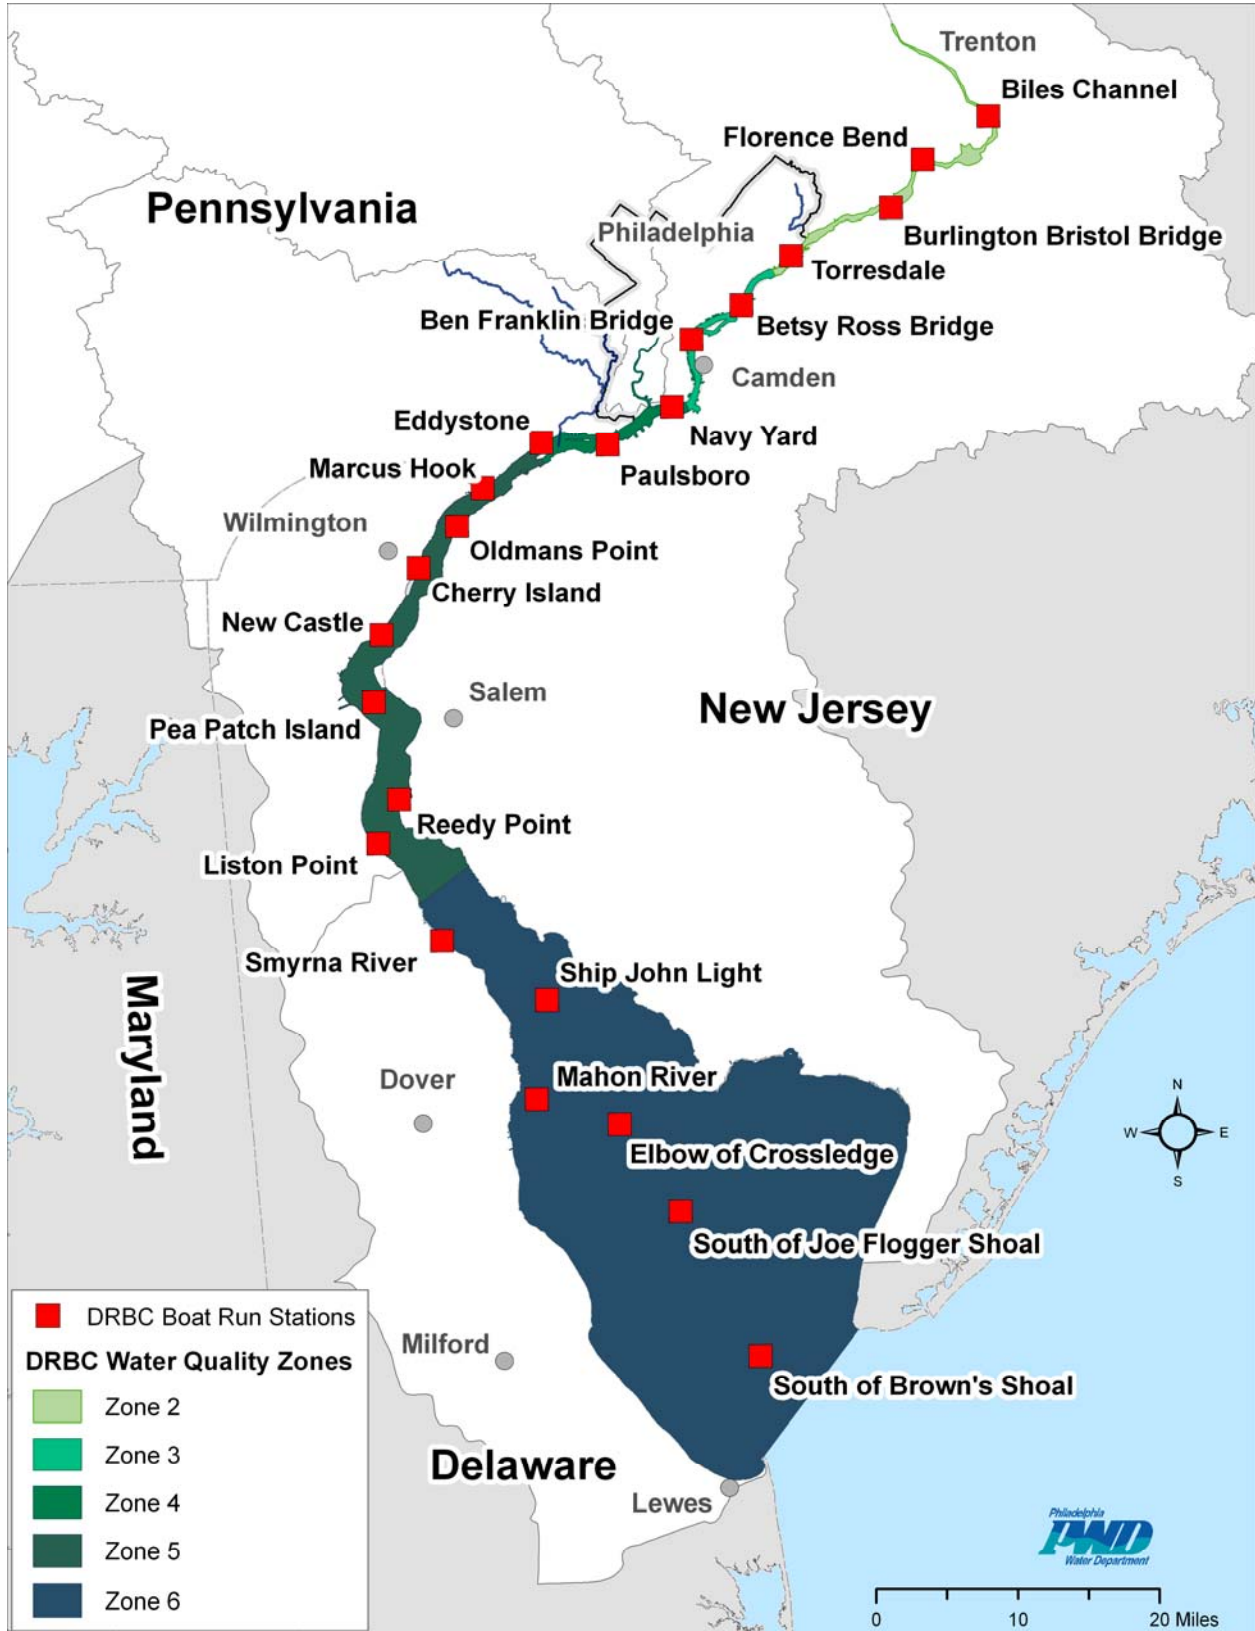 Trenton
Biles Channel
Florence Bend
Pennsylvania
Philadelphia
Burlington Bristol Bridge
Torresdale
Ben Franklin Bridge
Betsy Ross Bridge
Camden
Eddystone
Navy Yard
Marcus Hook
Paulsboro
Wilmington
Oldmans Point
Cherry Island
New Castle
Salem
New Jersey
Pea Patch Island
Reedy Point
Liston Point
Smyrna River
Ship John Light
Maryland
Dover
Mahon River
N
W
E
S
Elbow of Crossledge
South of Joe Flogger Shoal
DRBC Boat Run Stations
Milford
DRBC Water Quality Zones
South of Brown's Shoal
Zone 2
Zone 3
Delaware
Zone 4
Lewes
Zone 5
Zone 6
Philadelphia
PWD
Water Department
0 10 20 Miles